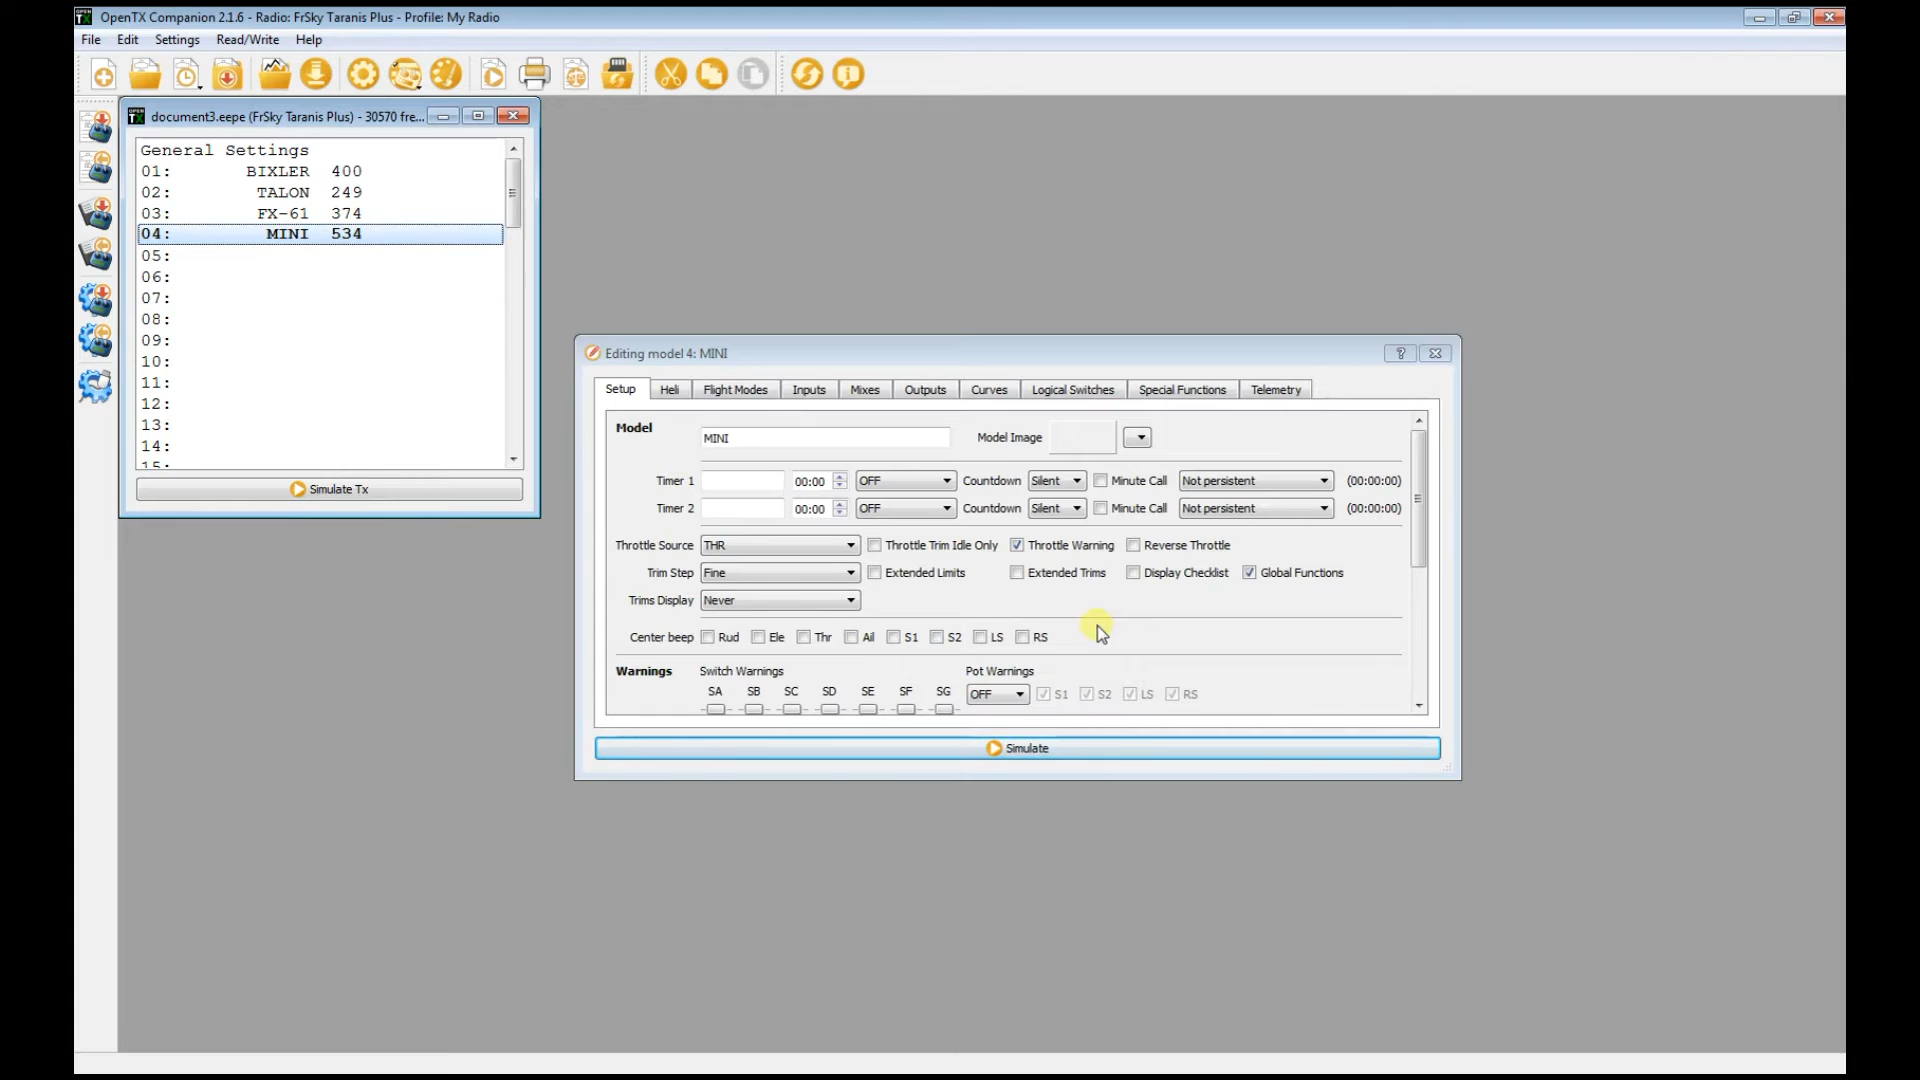 OpenTX Companion 2.1.6 - Radio: FrSky Taranis Plus - Profile: My Radio
File Edit Settings Read/Write Help
document3.eepe (FrSky Taranis Plus) - 30570 fre...
General Settings
01: BIXLER 400
02: TALON 249
03: FX-61 374
04: MINI 534
05:
06:
07:
08:
09:
10:
11:
12:
13:
14:
15:
Simulate Tx
Editing model 4: MINI
Setup Heli Flight Modes Inputs Mixes Outputs Curves Logical Switches Special Functions Telemetry
Model MINI Model Image
Timer 1 00:00 OFF Countdown Silent Minute Call Not persistent (00:00:00)
Timer 2 00:00 OFF Countdown Silent Minute Call Not persistent (00:00:00)
Throttle Source THR Throttle Trim Idle Only Throttle Warning Reverse Throttle
Trim Step Fine Extended Limits Extended Trims Display Checklist Global Functions
Trims Display Never
Center beep Rud Ele Thr Ail S1 S2 LS RS
Warnings Switch Warnings Pot Warnings
SA SB SC SD SE SF SG OFF S1 S2 LS RS
Simulate